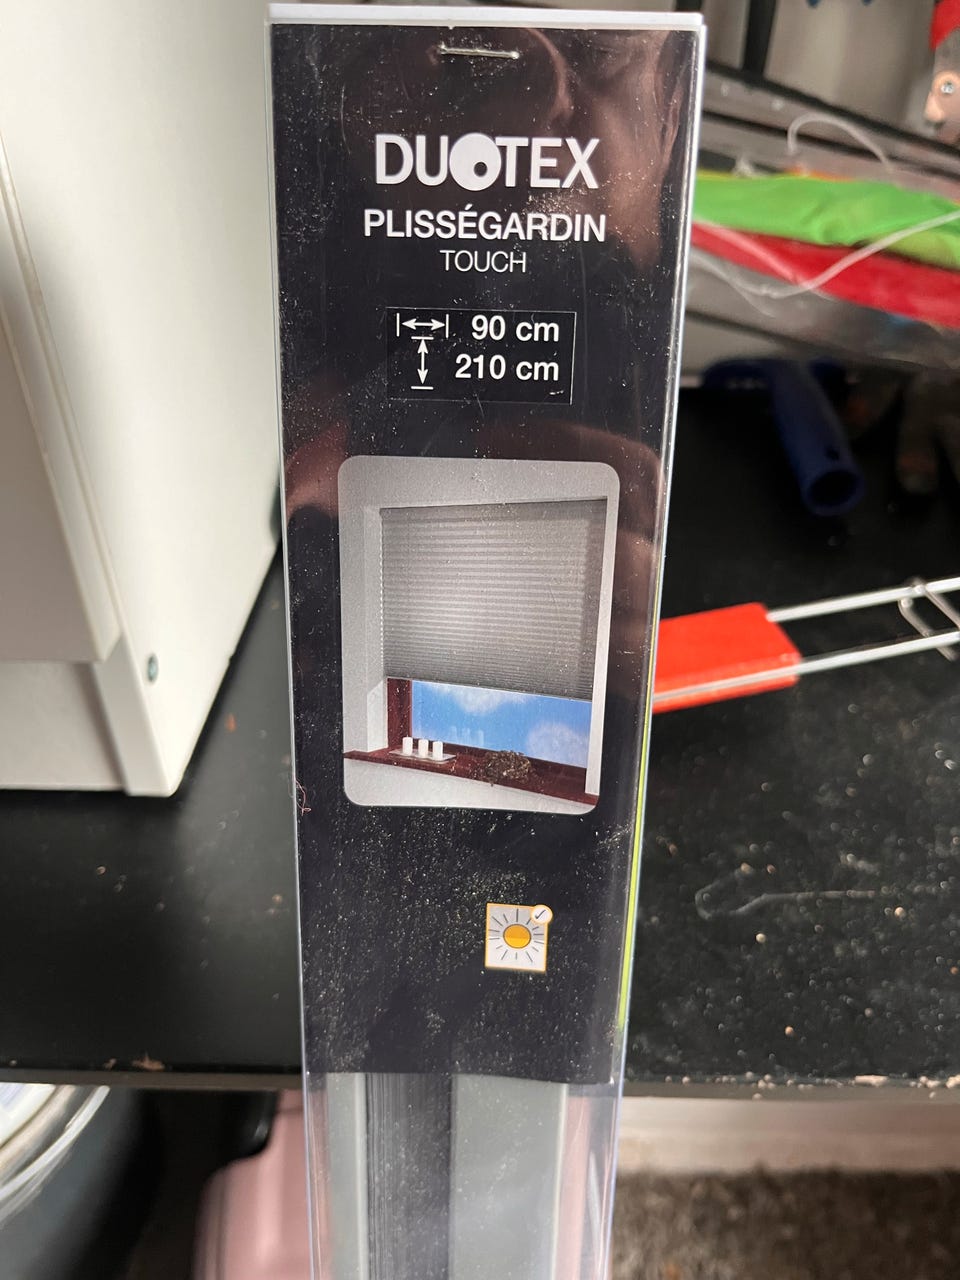 DUOTEX
PLISSÉGARDIN
TOUCH
90 cm
210 cm